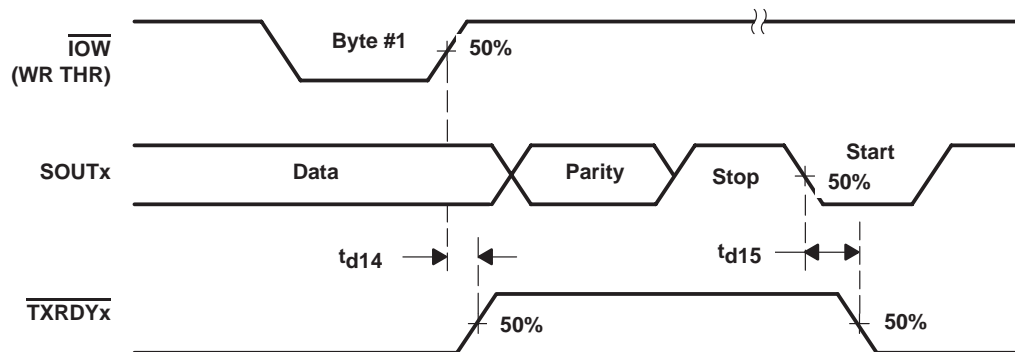 IOW
(WR THR)
Byte #1
50%
SOUTx
Data
Parity
Stop
Start
50%
td14
td15
TXRDYx
50%
50%